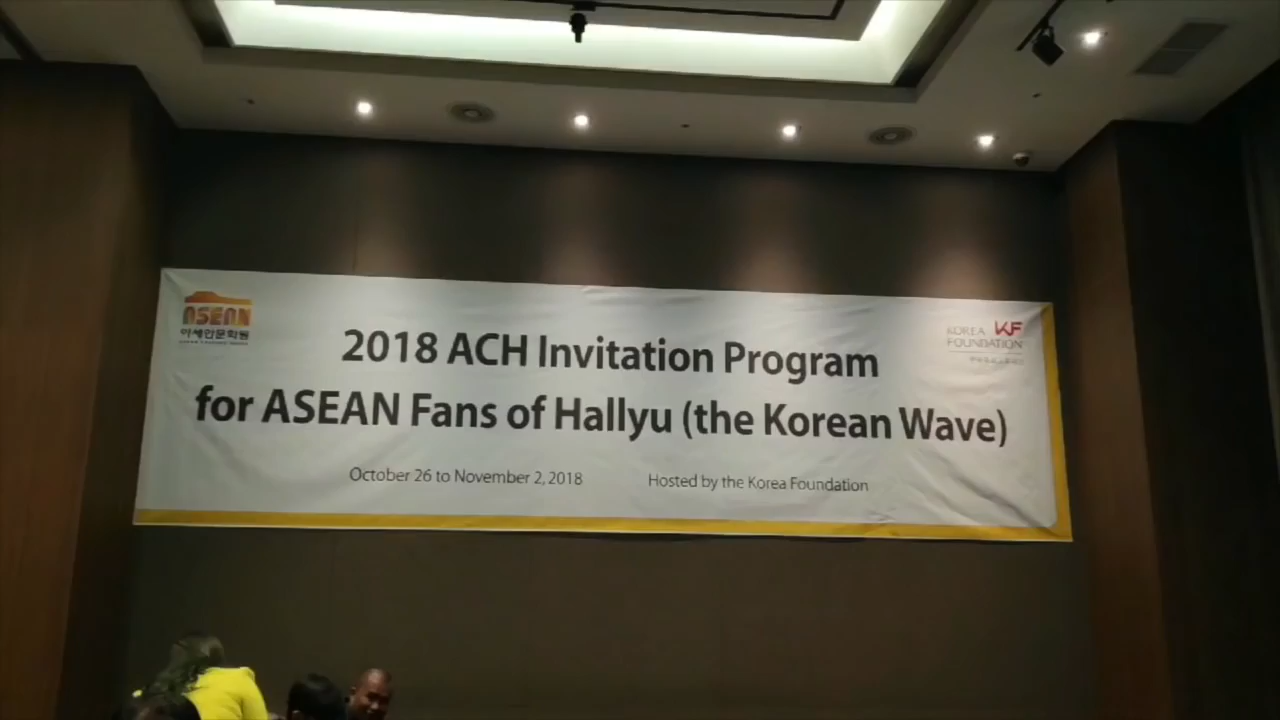 ASEAN
아세안문화원
KOREA KF
FOUNDATION
2018 ACH Invitation Program
for ASEAN Fans of Hallyu (the Korean Wave)
October 26 to November 2, 2018
Hosted by the Korea Foundation